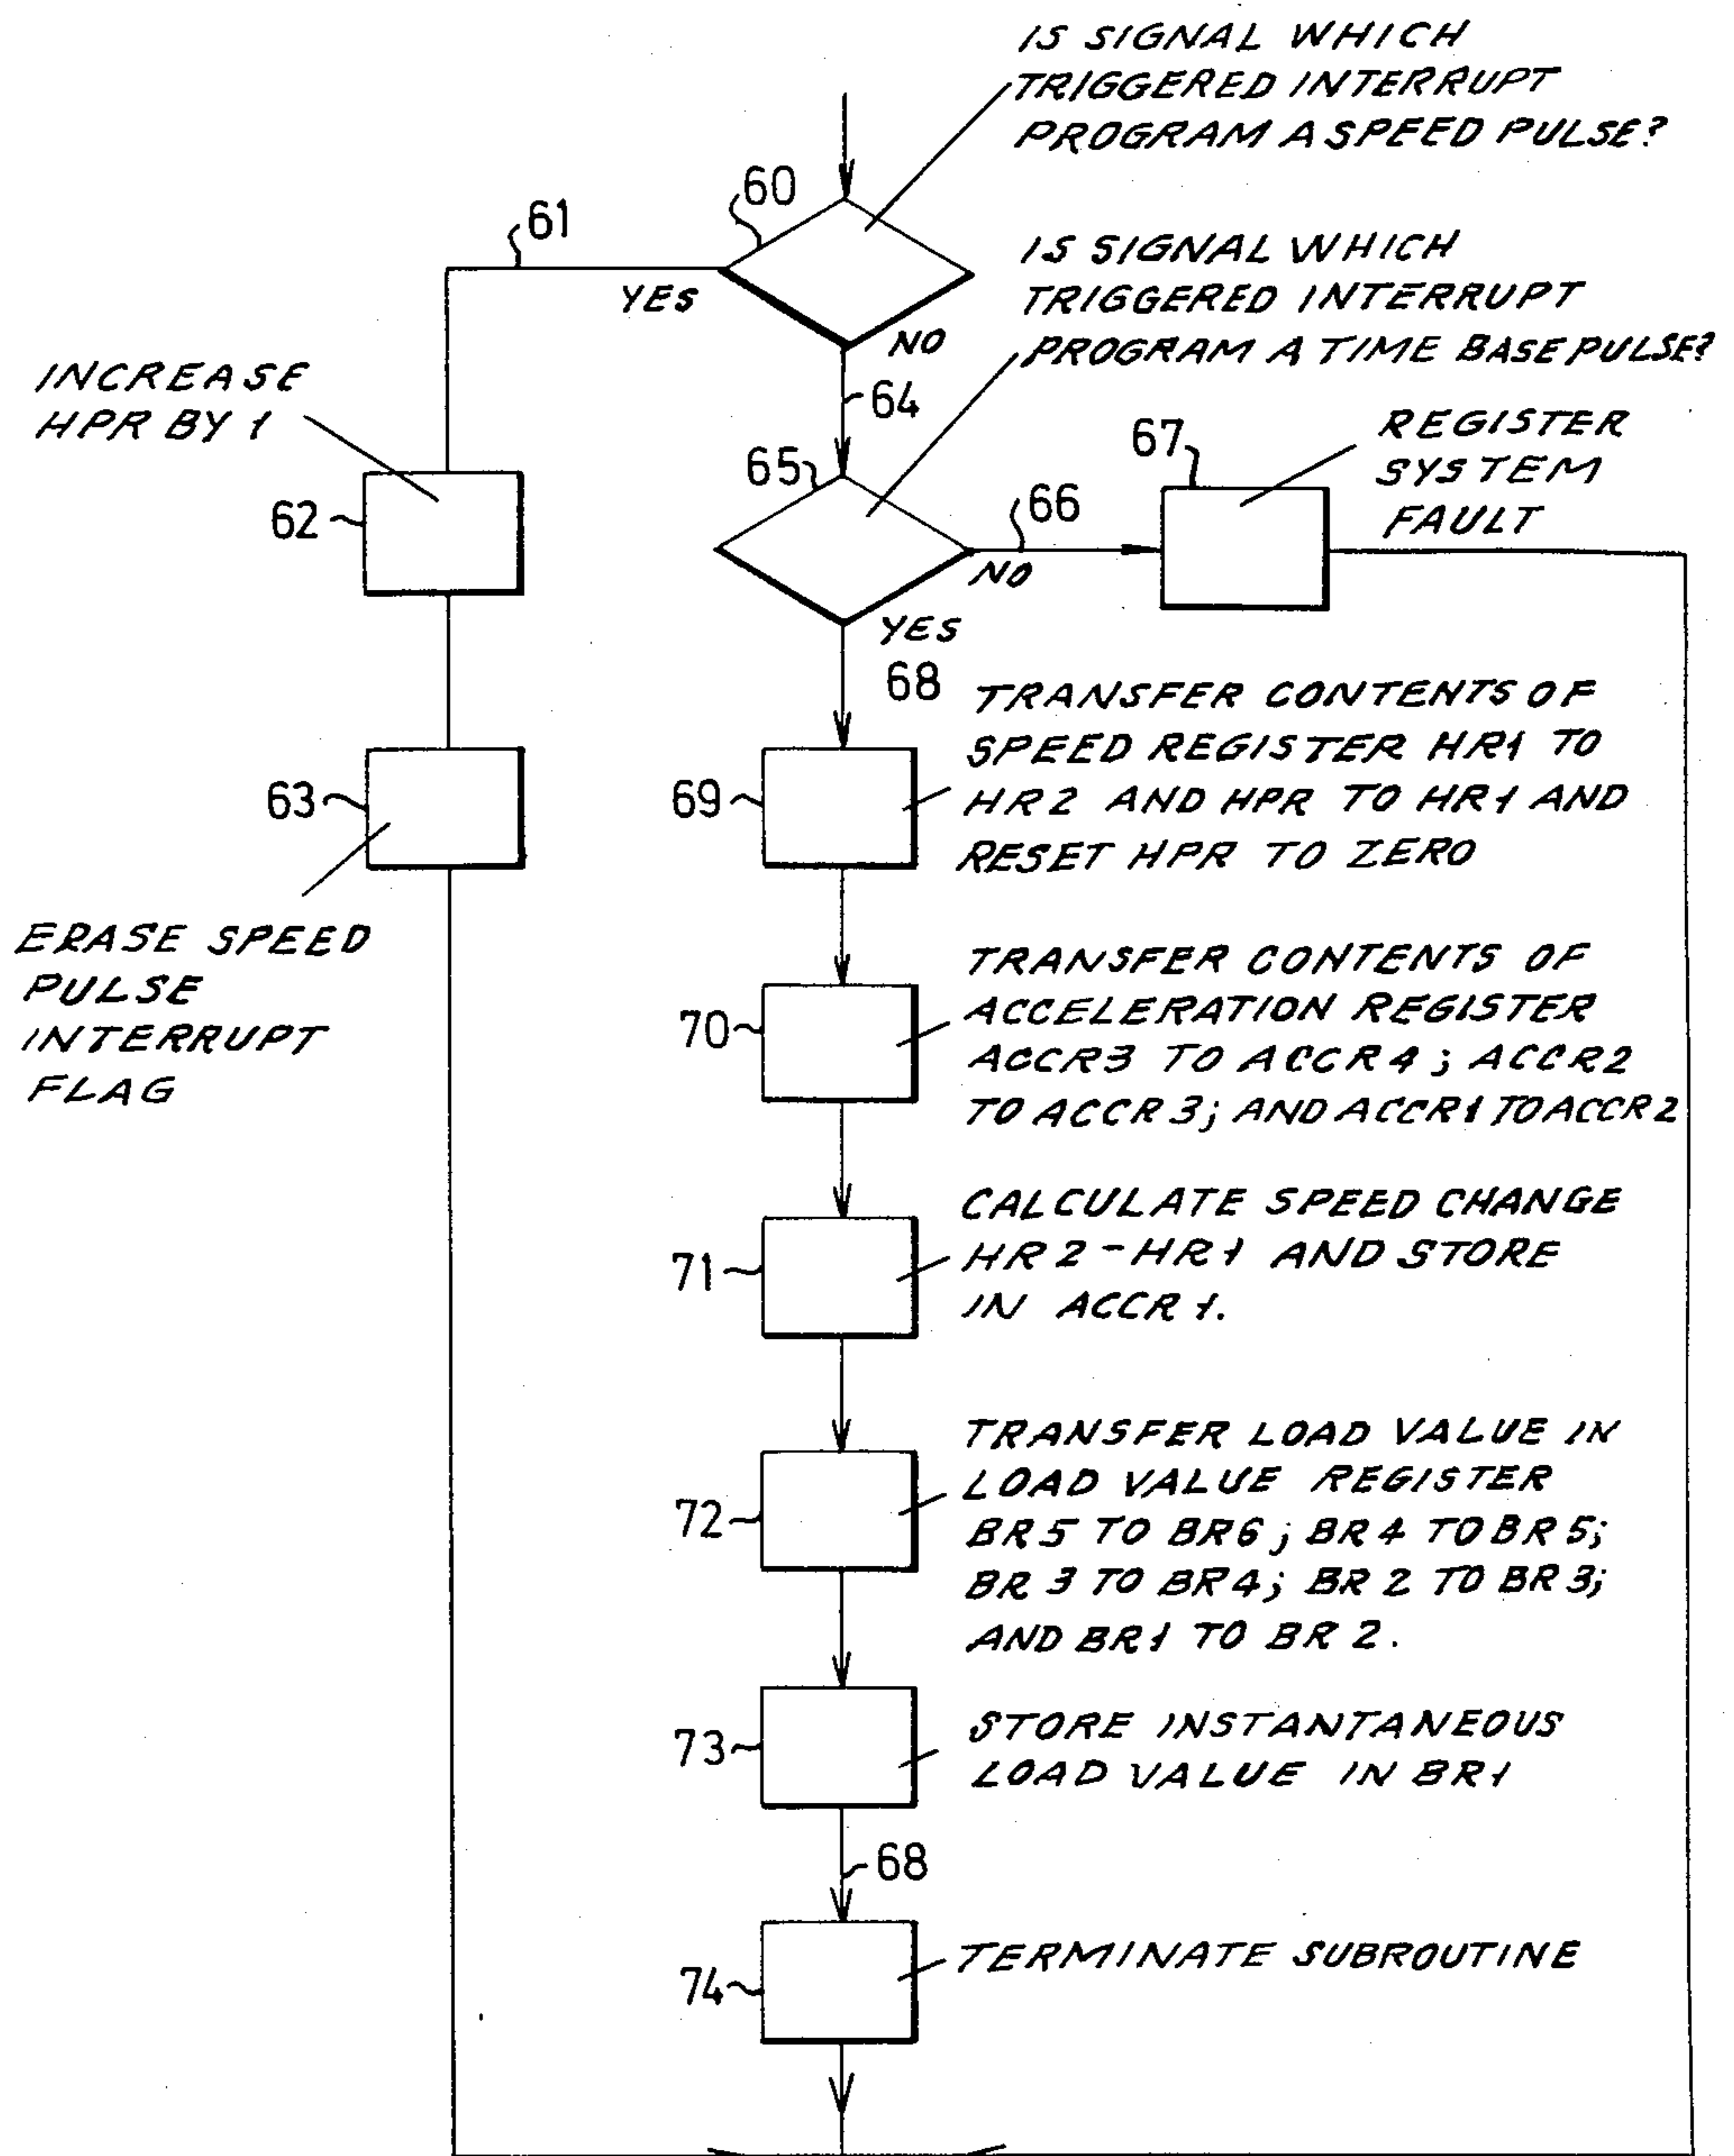 IS SIGNAL WHICH
TRIGGERED INTERRUPT
PROGRAM A SPEED PULSE?
60
61
YES
NO
IS SIGNAL WHICH
TRIGGERED INTERRUPT
PROGRAM A TIME BASE PULSE?
INCREASE
HPR BY 1
62
64
65
66
NO
67
REGISTER
SYSTEM
FAULT
YES
68
63
ERASE SPEED
PULSE
INTERRUPT
FLAG
69
TRANSFER CONTENTS OF
SPEED REGISTER HR1 TO
HR2 AND HPR TO HR1 AND
RESET HPR TO ZERO
70
TRANSFER CONTENTS OF
ACCELERATION REGISTER
ACCR3 TO ACCR4; ACCR2
TO ACCR3; AND ACCR1 TO ACCR2
71
CALCULATE SPEED CHANGE
HR2-HR1 AND STORE
IN ACCR1.
72
TRANSFER LOAD VALUE IN
LOAD VALUE REGISTER
BR5 TO BR6; BR4 TO BR5;
BR3 TO BR4; BR2 TO BR3;
AND BR1 TO BR2.
73
STORE INSTANTANEOUS
LOAD VALUE IN BR1
68
74
TERMINATE SUBROUTINE